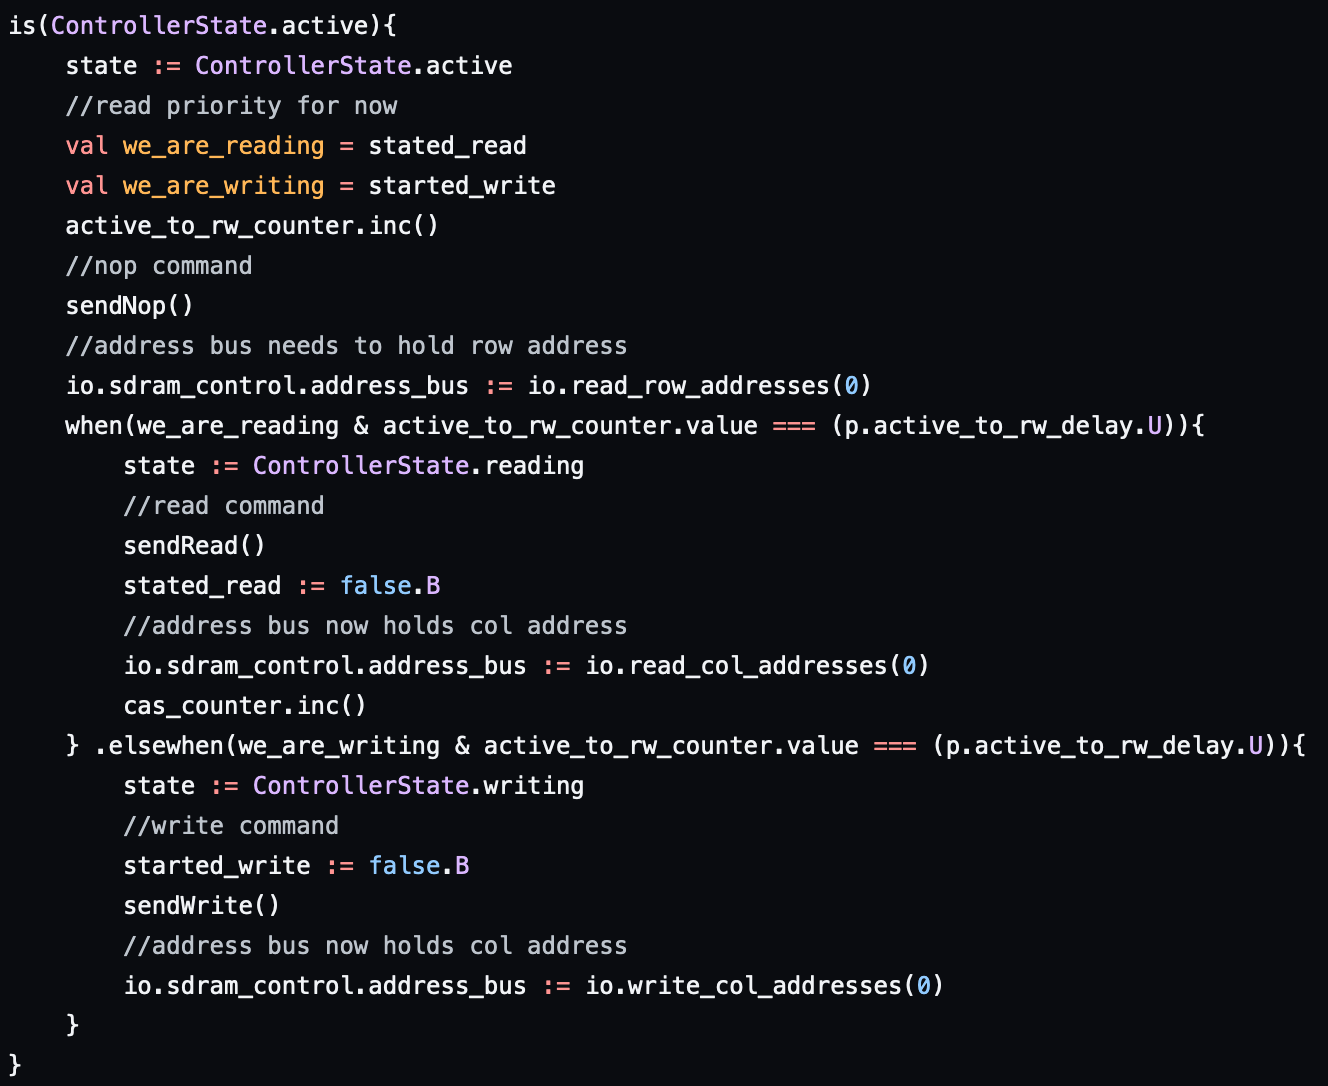 is(ControllerState.active){
    state := ControllerState.active
    //read priority for now
    val we_are_reading = stated_read
    val we_are_writing = started_write
    active_to_rw_counter.inc()
    //nop command
    sendNop()
    //address bus needs to hold row address
    io.sdram_control.address_bus := io.read_row_addresses(0)
    when(we_are_reading & active_to_rw_counter.value === (p.active_to_rw_delay.U)){
        state := ControllerState.reading
        //read command
        sendRead()
        stated_read := false.B
        //address bus now holds col address
        io.sdram_control.address_bus := io.read_col_addresses(0)
        cas_counter.inc()
    } .elsewhen(we_are_writing & active_to_rw_counter.value === (p.active_to_rw_delay.U)){
        state := ControllerState.writing
        //write command
        started_write := false.B
        sendWrite()
        //address bus now holds col address
        io.sdram_control.address_bus := io.write_col_addresses(0)
    }
}